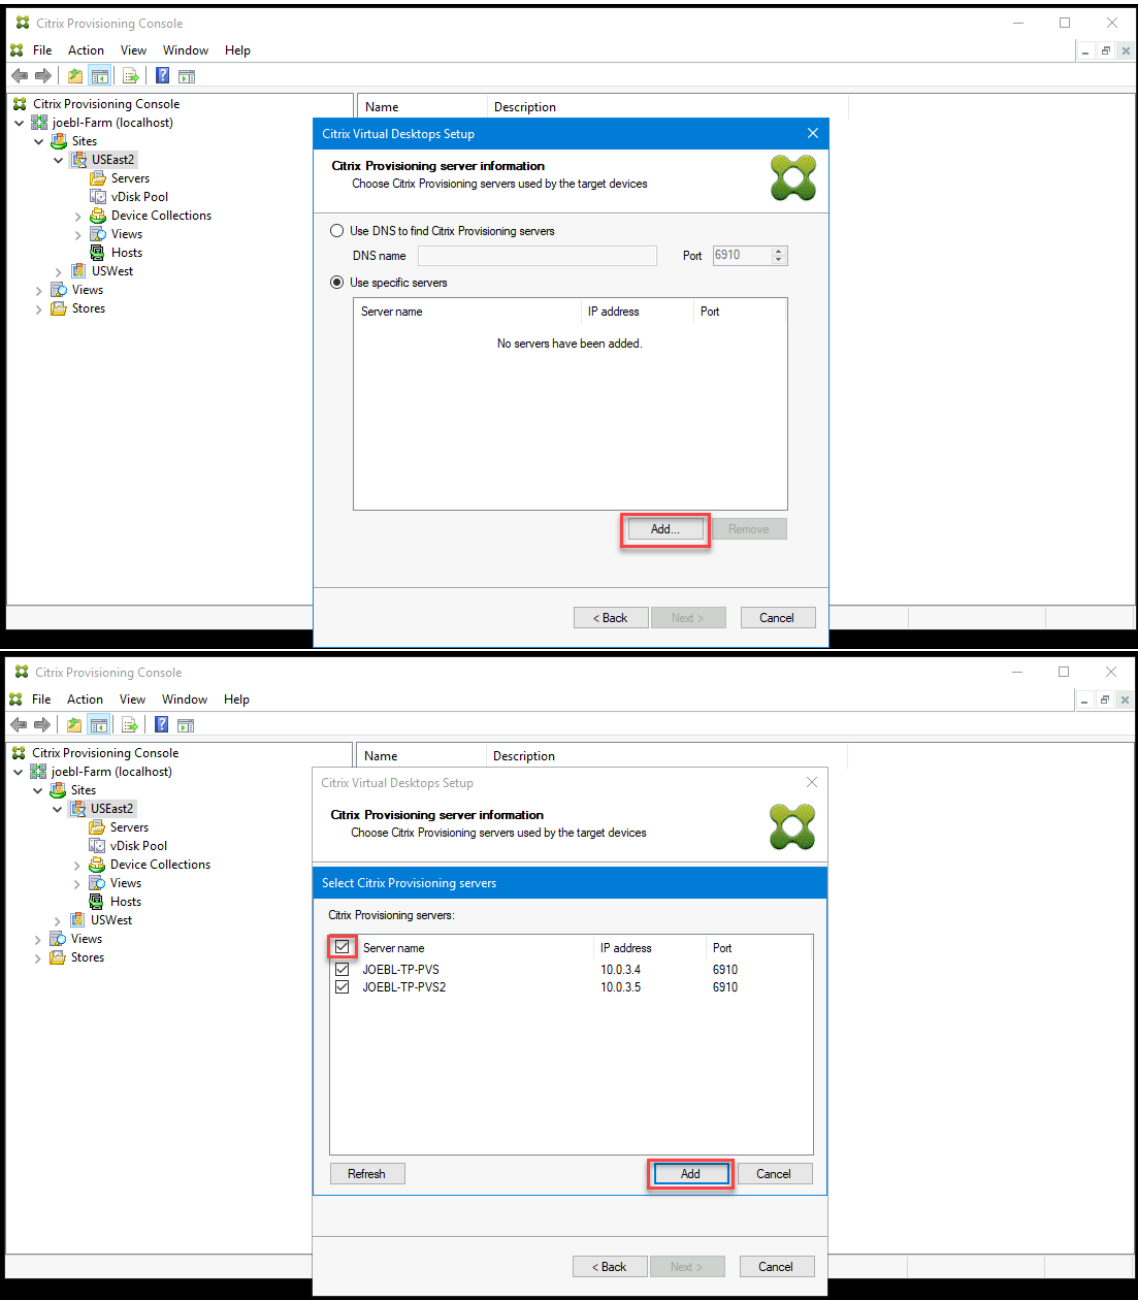 Citrix Provisioning Console
File Action View Window Help
Citrix Provisioning Console
joebl-Farm (localhost)
Sites
USEast2
Servers
vDisk Pool
Device Collections
Views
Hosts
USWest
Views
Stores
Name Description
Citrix Virtual Desktops Setup
Citrix Provisioning server information
Choose Citrix Provisioning servers used by the target devices
Use DNS to find Citrix Provisioning servers
DNS name Port 6910
Use specific servers
Server name IP address Port
No servers have been added.
Add... Remove
< Back Next > Cancel
Citrix Provisioning Console
File Action View Window Help
Citrix Provisioning Console
joebl-Farm (localhost)
Sites
USEast2
Servers
vDisk Pool
Device Collections
Views
Hosts
USWest
Views
Stores
Name Description
Citrix Virtual Desktops Setup
Citrix Provisioning server information
Choose Citrix Provisioning servers used by the target devices
Select Citrix Provisioning servers
Citrix Provisioning servers:
Server name IP address Port
JOEBL-TP-PVS 10.0.3.4 6910
JOEBL-TP-PVS2 10.0.3.5 6910
Refresh Add Cancel
< Back Next > Cancel